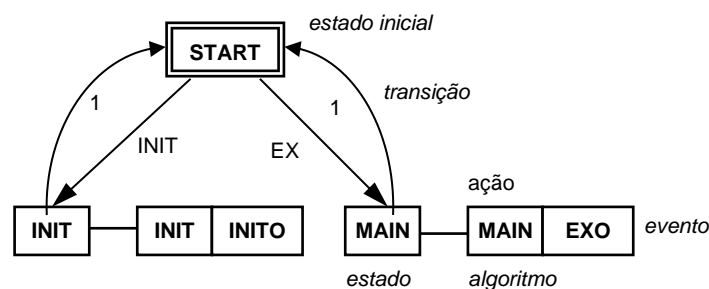 estado inicial
START
1
1
transição
INIT
EX
ação
INIT
INIT
INITO
MAIN
MAIN
EXO
evento
estado
algoritmo